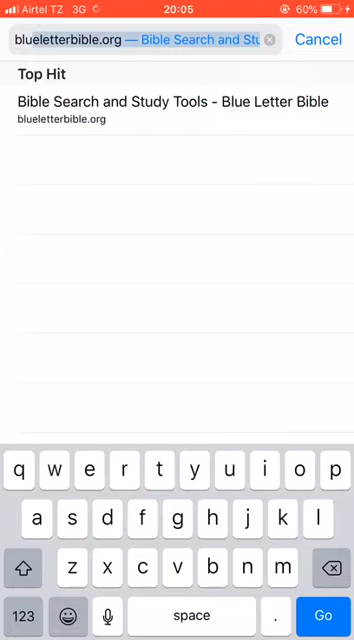 Airtel TZ 3G 20:05 60%
blueletterbible.org — Bible Search and Stu Cancel
Top Hit
Bible Search and Study Tools - Blue Letter Bible
blueletterbible.org
q w e r t y u i o p
a s d f g h j k l
z x c v b n m
123 space . Go